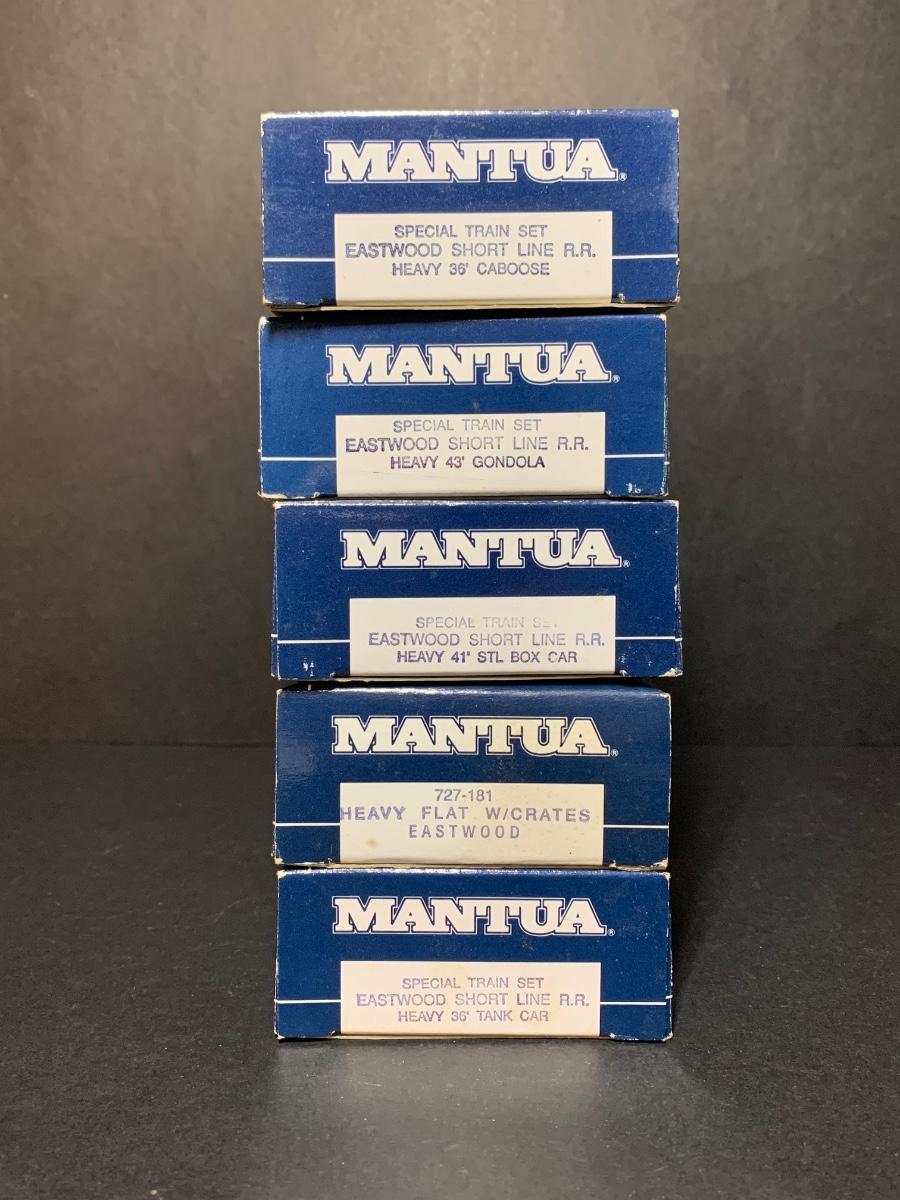 MANTUA®
SPECIAL TRAIN SET
EASTWOOD SHORT LINE R.R.
HEAVY 36' CABOOSE
MANTUA®
SPECIAL TRAIN SET
EASTWOOD SHORT LINE R.R.
HEAVY 43' GONDOLA
MANTUA®
SPECIAL TRAIN SET
EASTWOOD SHORT LINE R.R.
HEAVY 41' STL BOX CAR
MANTUA®
727-181
HEAVY FLAT W/CRATES
EASTWOOD
MANTUA®
SPECIAL TRAIN SET
EASTWOOD SHORT LINE R.R.
HEAVY 36' TANK CAR